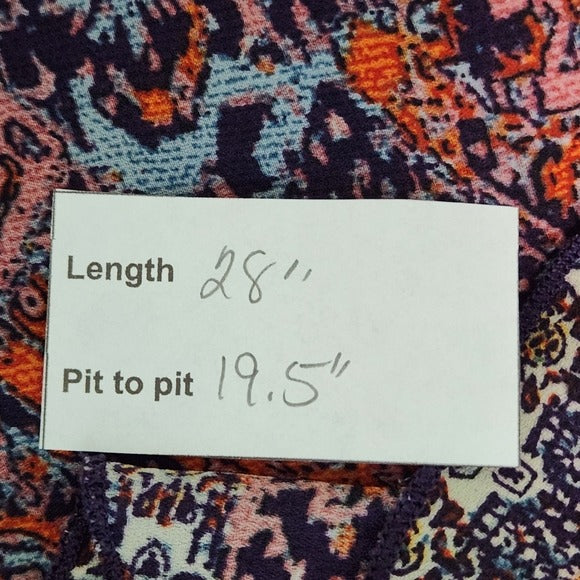 Length 28"
Pit to pit 19.5"